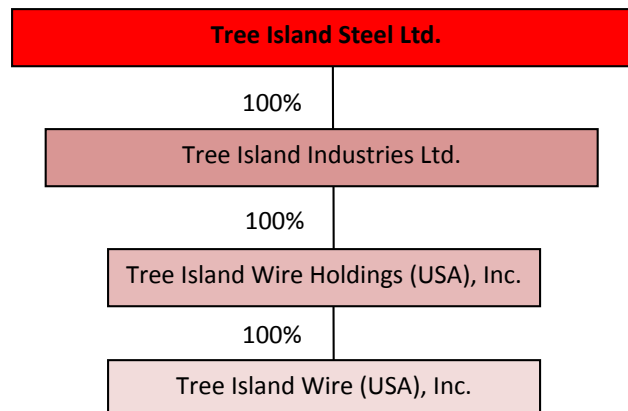 Tree Island Steel Ltd.
100%
Tree Island Industries Ltd.
100%
Tree Island Wire Holdings (USA), Inc.
100%
Tree Island Wire (USA), Inc.